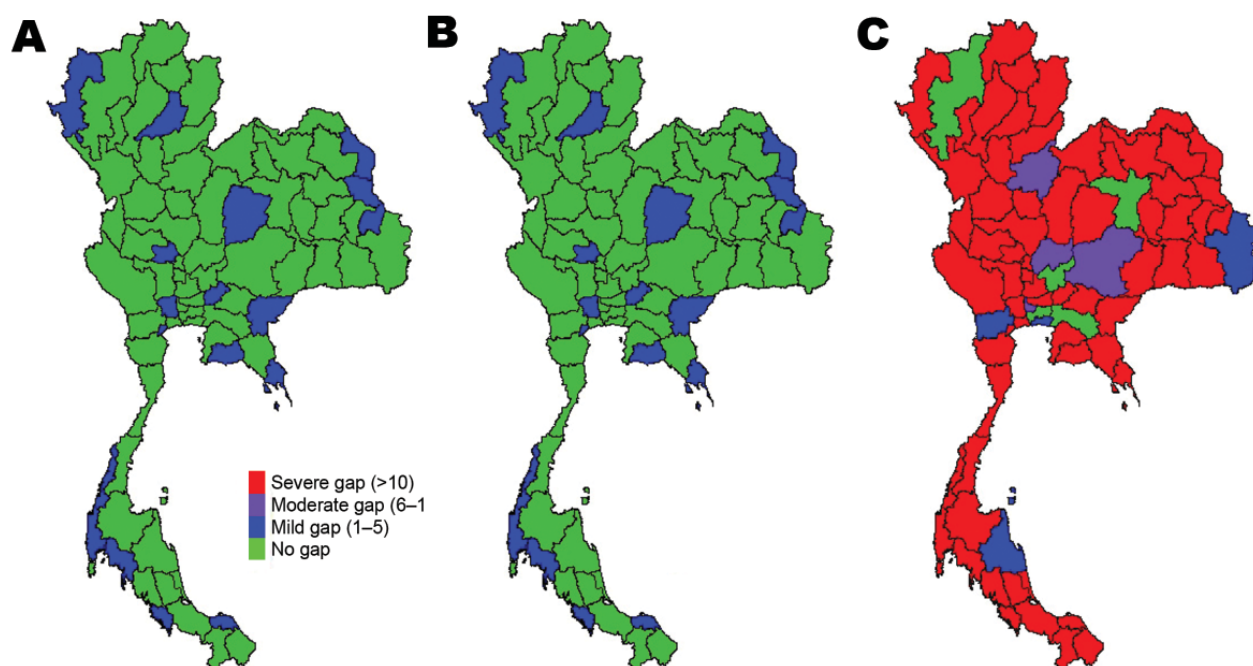 A
B
C
Severe gap (>10)
Moderate gap (6–1
Mild gap (1–5)
No gap